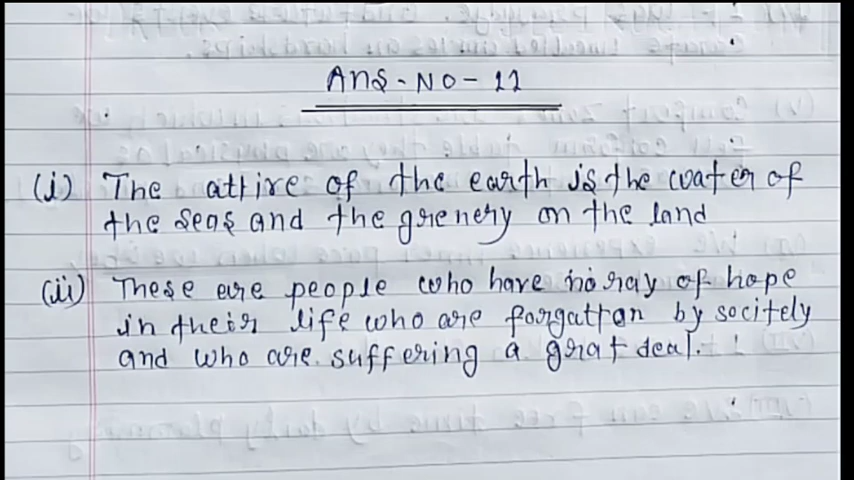 Ans - No - 11
(i) The attire of the earth is the water of
the seas and the grenery on the land
(ii) These are people who have no ray of hope
in their life who are forgattan by socitely
and who are suffering a grat deal.